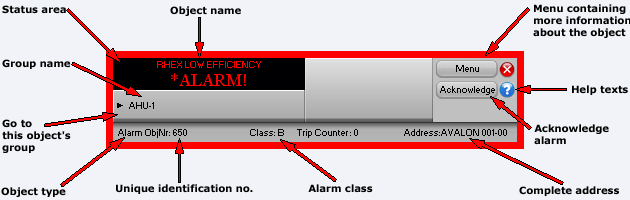 Status area
Object name
Menu containing
more information
about the object
Group name
RHEX LOW EFFICIENCY
*ALARM!
Menu
Acknowledge
?
Help texts
AHU-1
Go to
this object's
group
Acknowledge
alarm
Alarm ObjNr: 650
Class: B
Trip Counter: 0
Address:AVALON 001-00
Object type
Unique identification no.
Alarm class
Complete address